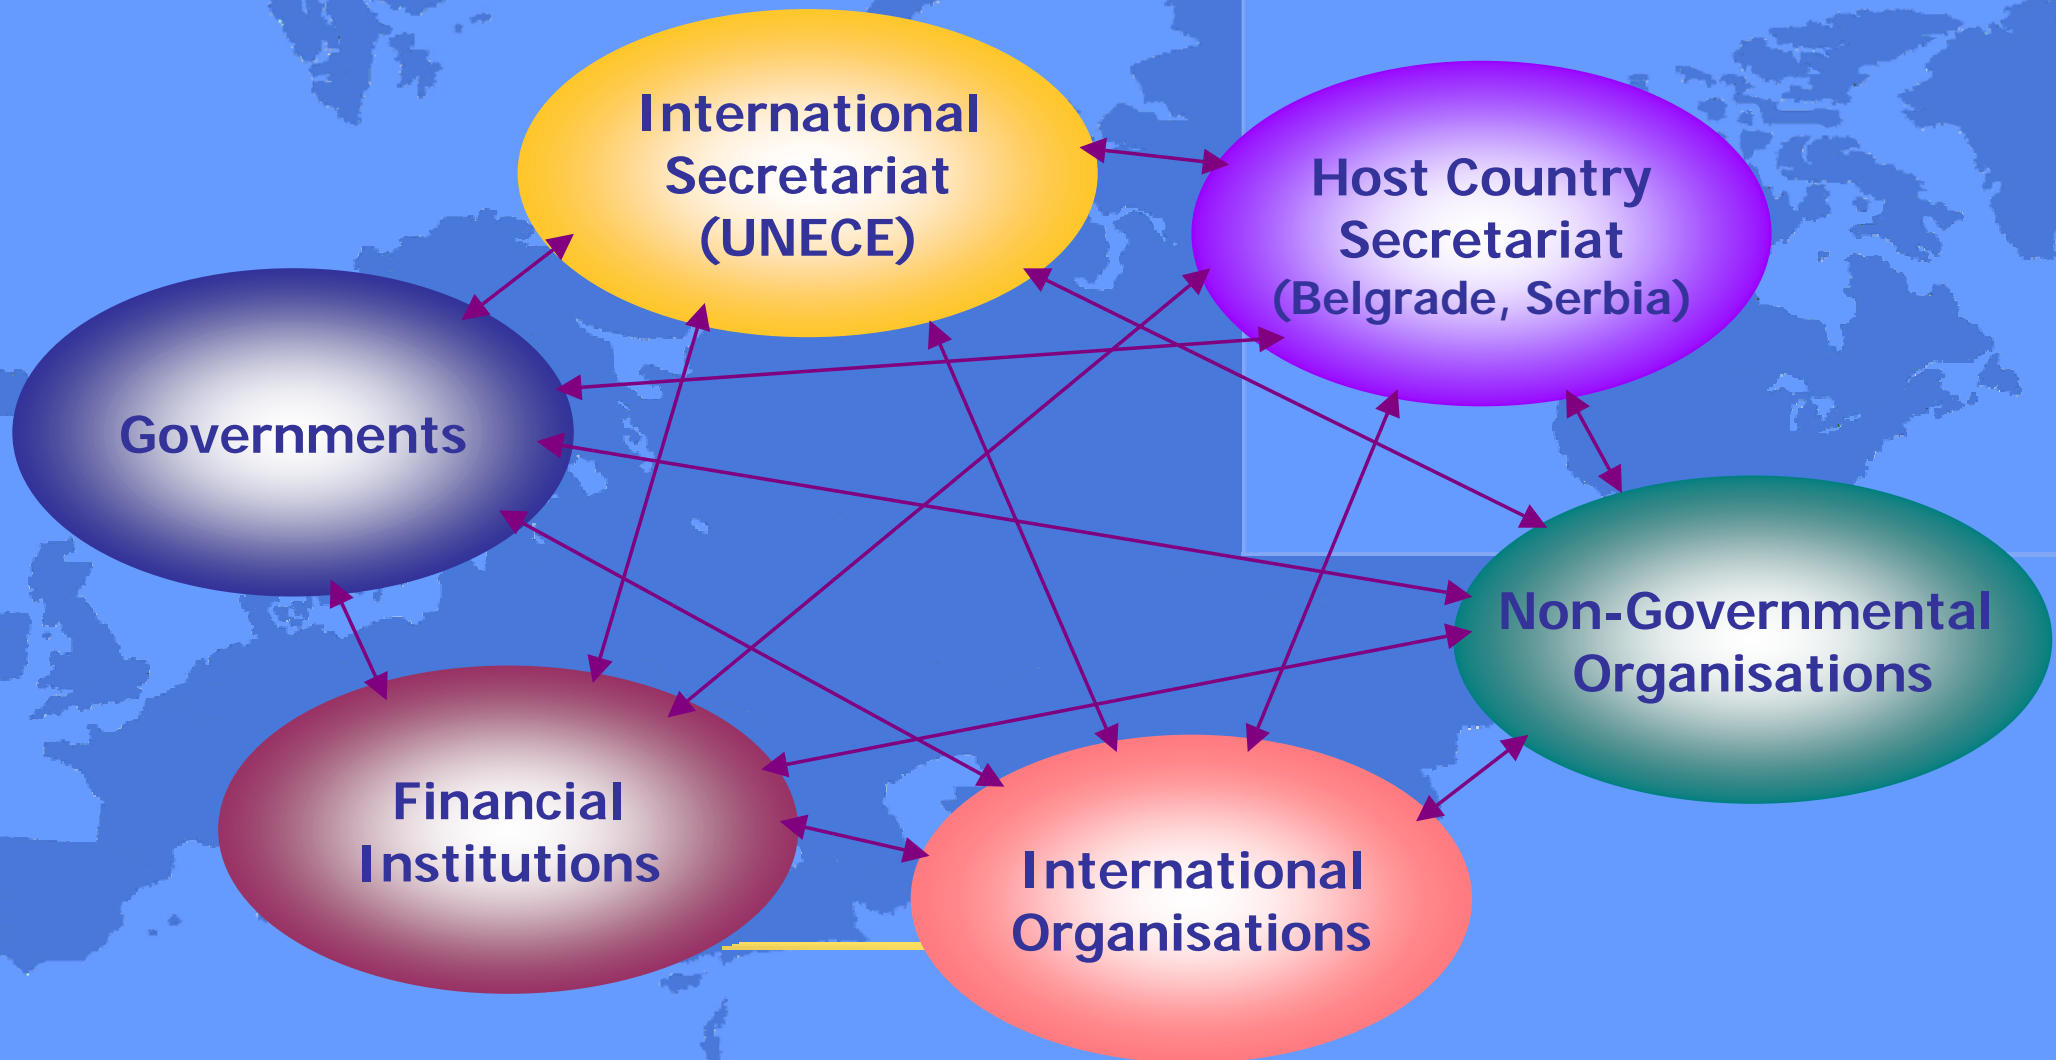 International
Secretariat
(UNECE)
Host Country
Secretariat
(Belgrade, Serbia)
Governments
Non-Governmental
Organisations
Financial
Institutions
International
Organisations